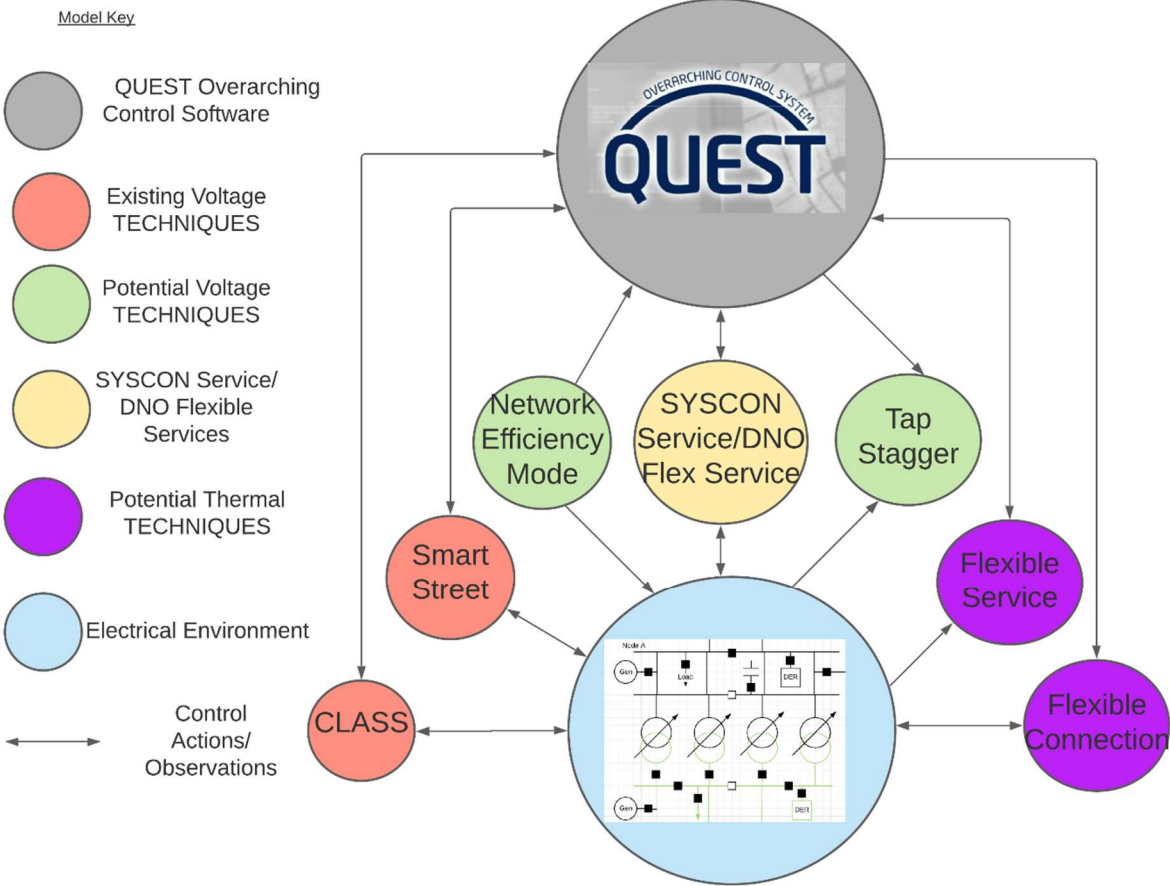 Model Key
QUEST Overarching
Control Software
Existing Voltage
TECHNIQUES
Potential Voltage
TECHNIQUES
SYSCON Service/
DNO Flexible
Services
Potential Thermal
TECHNIQUES
Electrical Environment
Control
Actions/
Observations
OVERARCHING CONTROL SYSTEM
QUEST
Network
Efficiency
Mode
SYSCON
Service/DNO
Flex Service
Tap
Stagger
Smart
Street
Flexible
Service
CLASS
Flexible
Connection
Node A
Gen
Load
DER
Gen
DER